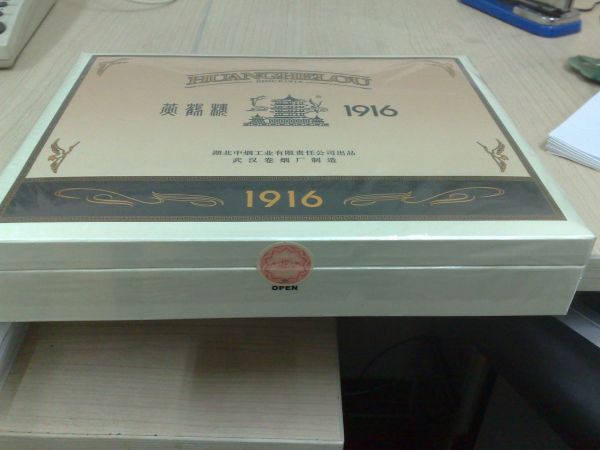 HUANGHELOU
SINCE1916
黄鹤楼 1916
湖北中烟工业有限责任公司出品
武汉卷烟厂制造
1916
OPEN